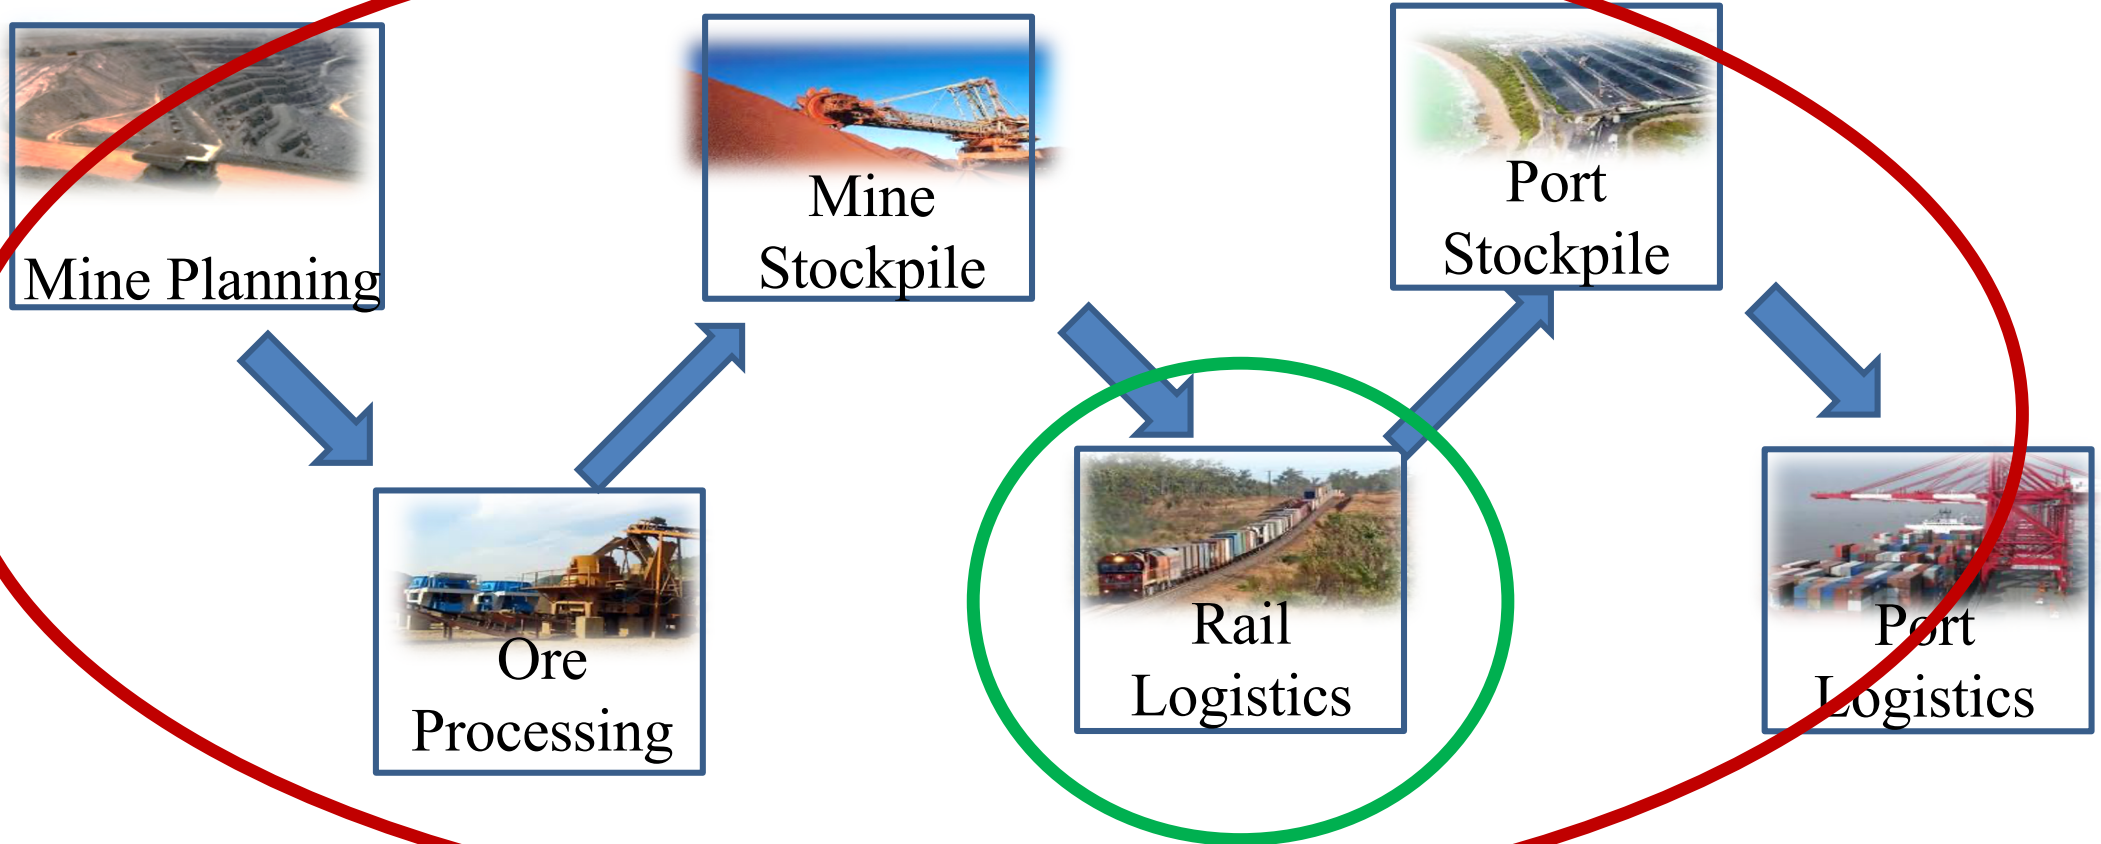 Mine Planning
Ore
Processing
Mine
Stockpile
Rail
Logistics
Port
Stockpile
Port
Logistics